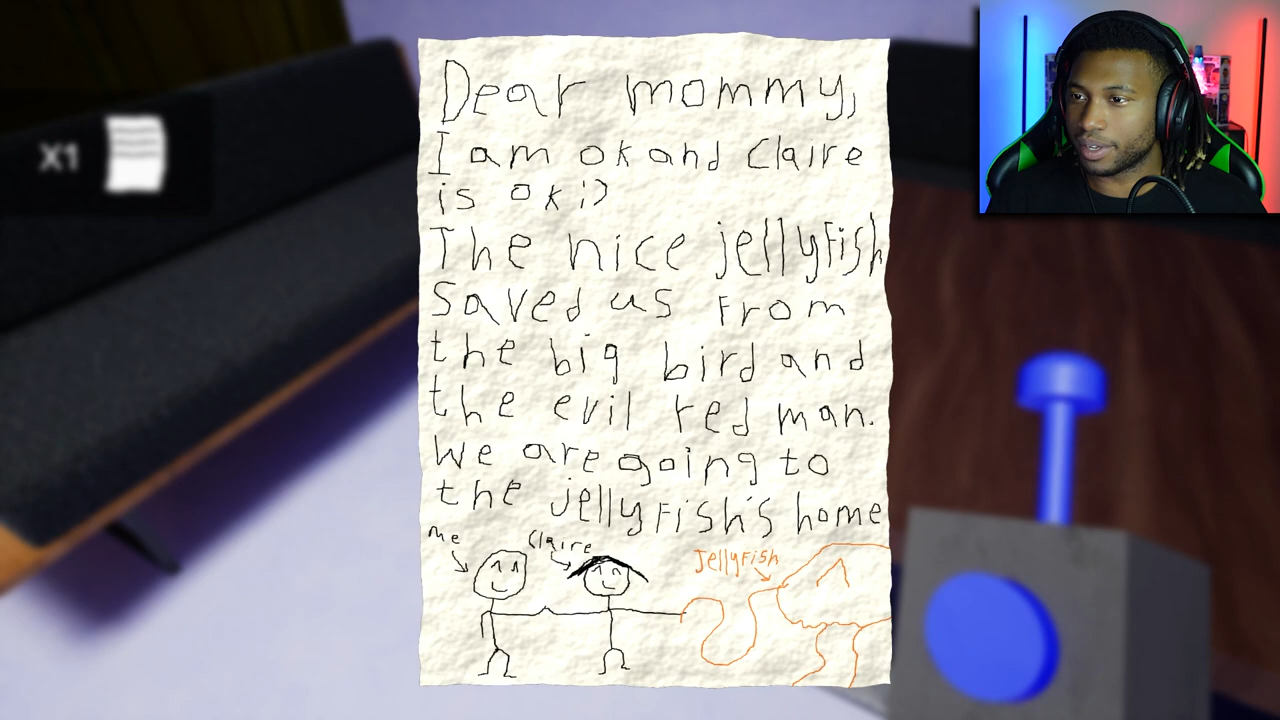 X1
Dear mommy,
I am ok and Claire
is ok :)
The nice jellyfish
saved us from
the big bird and
the evil red man.
We are going to
the jellyfish's home
Me
Claire
Jellyfish